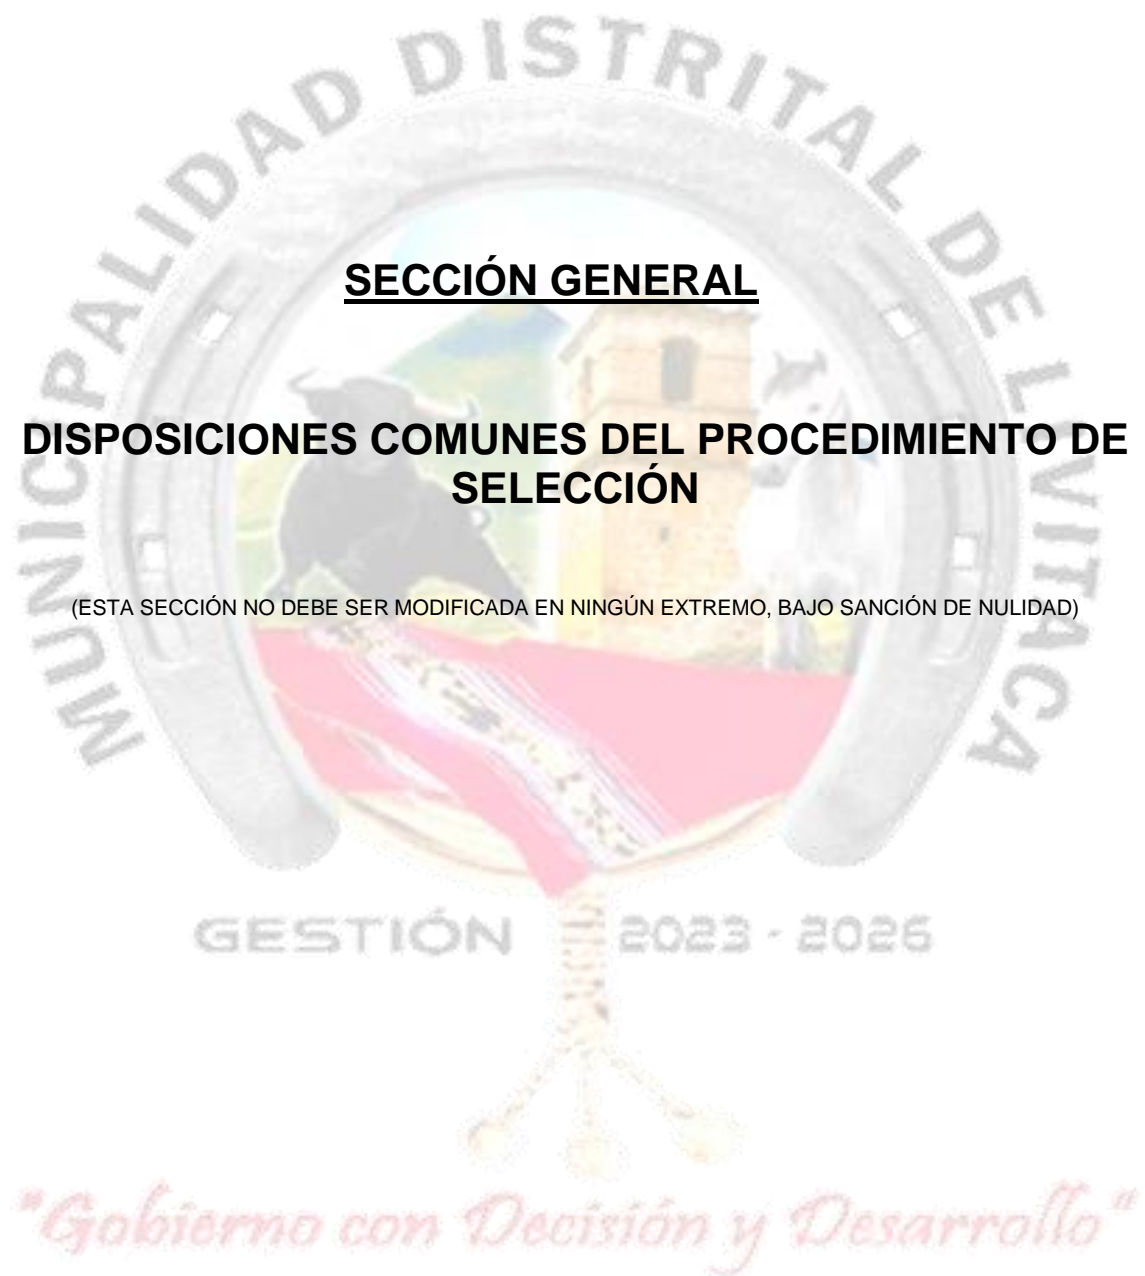 MUNICIPALIDAD DISTRITAL DE LIVITACA
SECCIÓN GENERAL
DISPOSICIONES COMUNES DEL PROCEDIMIENTO DE
SELECCIÓN
(ESTA SECCIÓN NO DEBE SER MODIFICADA EN NINGÚN EXTREMO, BAJO SANCIÓN DE NULIDAD)
GESTIÓN 2023 - 2026
"Gobierno con Decisión y Desarrollo"